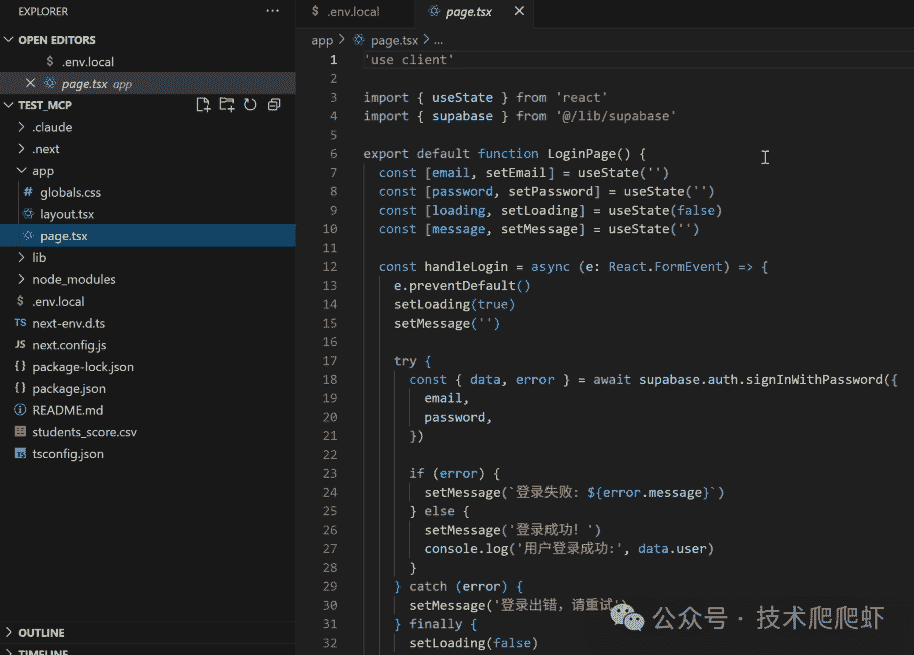 EXPLORER
...
OPEN EDITORS
$ .env.local
page.tsx app
TEST_MCP
.claude
.next
app
# globals.css
layout.tsx
page.tsx
lib
node_modules
$ .env.local
TS next-env.d.ts
JS next.config.js
{} package-lock.json
{} package.json
README.md
students_score.csv
tsconfig.json
OUTLINE
TIMELINE
$ .env.local
page.tsx
app > page.tsx > ...
1 'use client'
2
3 import { useState } from 'react'
4 import { supabase } from '@/lib/supabase'
5
6 export default function LoginPage() {
7 const [email, setEmail] = useState('')
8 const [password, setPassword] = useState('')
9 const [loading, setLoading] = useState(false)
10 const [message, setMessage] = useState('')
11
12 const handleLogin = async (e: React.FormEvent) => {
13 e.preventDefault()
14 setLoading(true)
15 setMessage('')
16
17 try {
18 const { data, error } = await supabase.auth.signInWithPassword({
19 email,
20 password,
21 })
22
23 if (error) {
24 setMessage(`登录失败: ${error.message}`)
25 } else {
26 setMessage('登录成功! ')
27 console.log('用户登录成功:', data.user)
28 }
29 } catch (error) {
30 setMessage('登录出错，请重试')
31 } finally {
32 setLoading(false)
公众号 · 技术爬爬虾